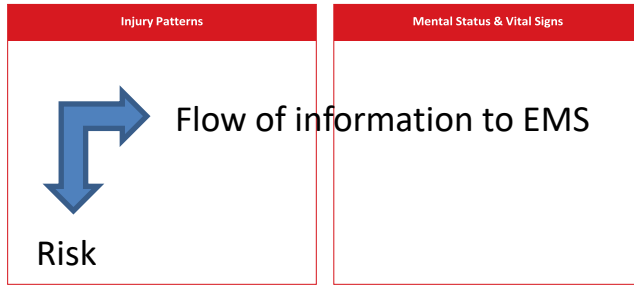 Injury Patterns
Mental Status & Vital Signs
Flow of information to EMS
Risk